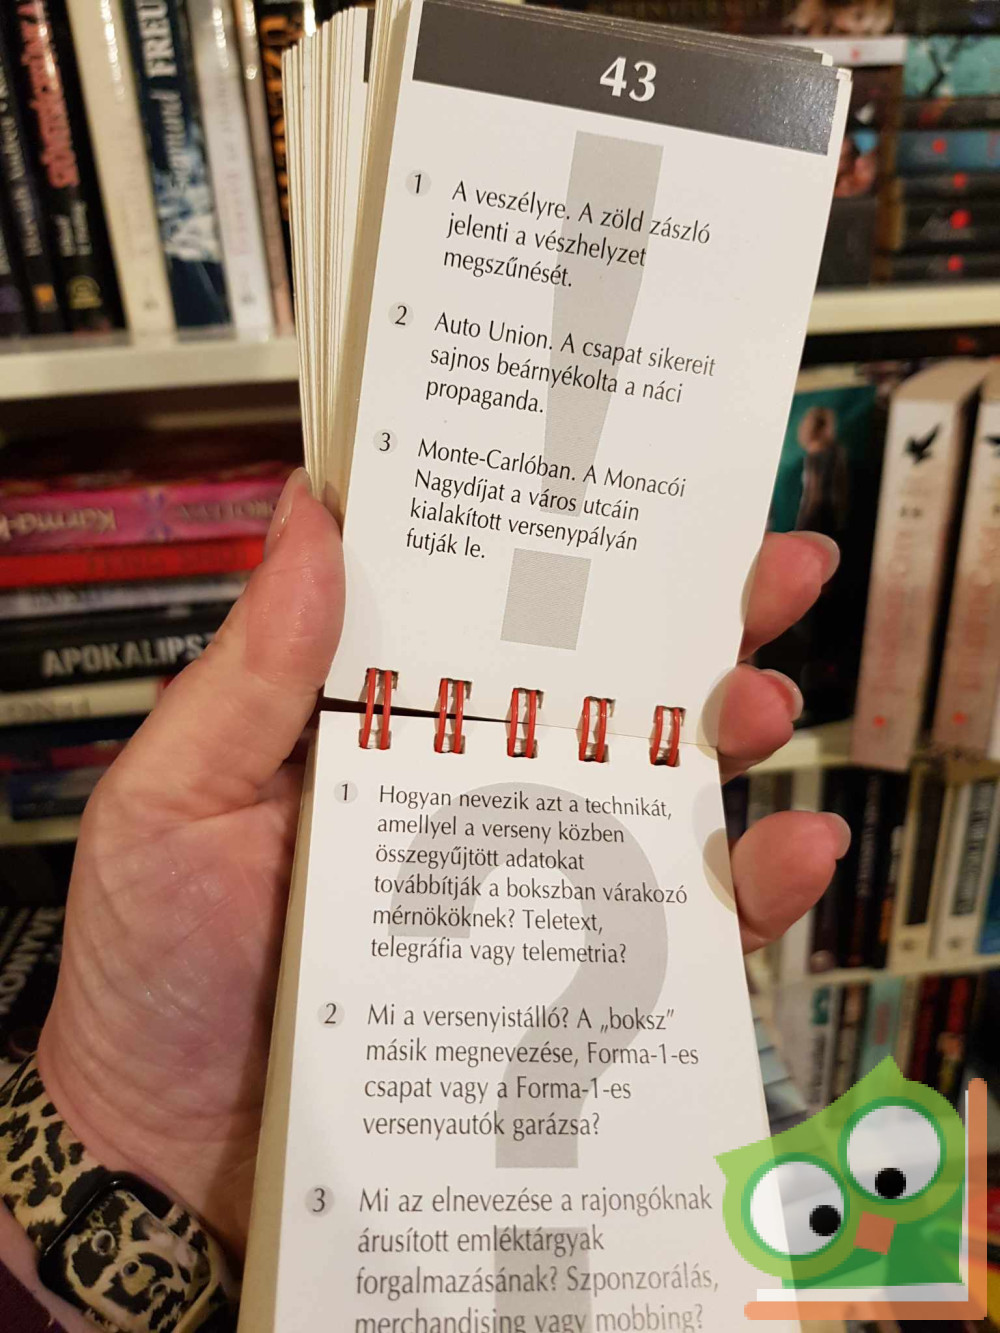 FREU
43
1 A veszélyre. A zöld zászló
jelenti a vészhelyzet
megszűnését.
2 Auto Union. A csapat sikereit
sajnos beárnyékolta a náci
propaganda.
3 Monte-Carlóban. A Monacói
Nagydíjat a város utcáin
kialakított versenypályán
futják le.
APOKALIPSZ
1 Hogyan nevezik azt a technikát,
amellyel a verseny közben
összegyűjtött adatokat
továbbítják a bokszban várakozó
mérnököknek? Teletext,
telegráfia vagy telemetria?
2 Mi a versenyistálló? A „boksz”
másik megnevezése, Forma-1-es
csapat vagy a Forma-1-es
versenyautók garázsa?
3 Mi az elnevezése a rajongóknak
árusított emléktárgyak
forgalmazásának? Szponzorálás,
merchandising vagy mobbing?